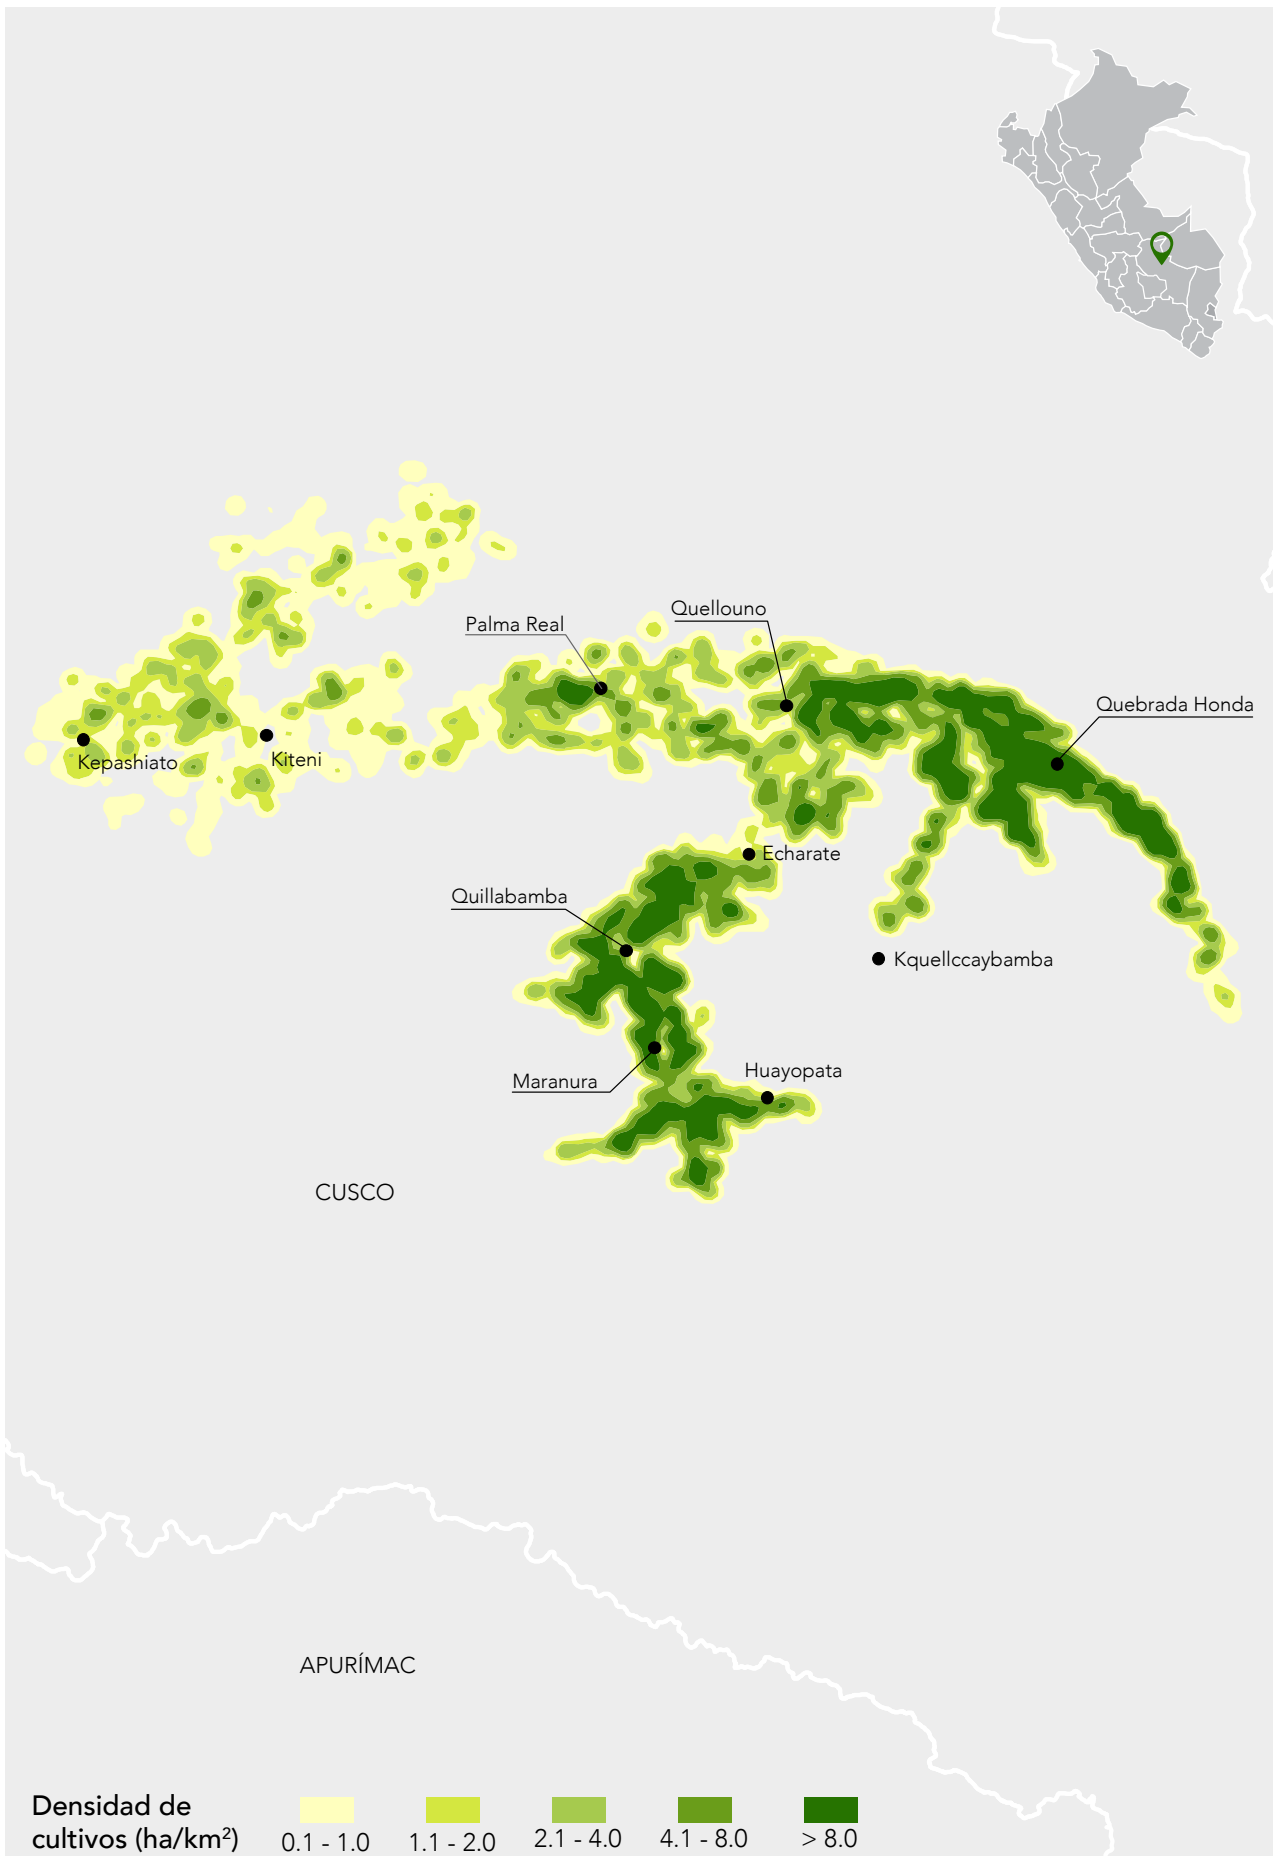 Quellouno
Palma Real
Quebrada Honda
Kepashiato
Kiteni
Echarate
Quillabamba
Kquellccaybamba
Huayopata
Maranura
CUSCO
APURÍMAC
Densidad de
cultivos (ha/km²)
0.1 - 1.0
1.1 - 2.0
2.1 - 4.0
4.1 - 8.0
> 8.0